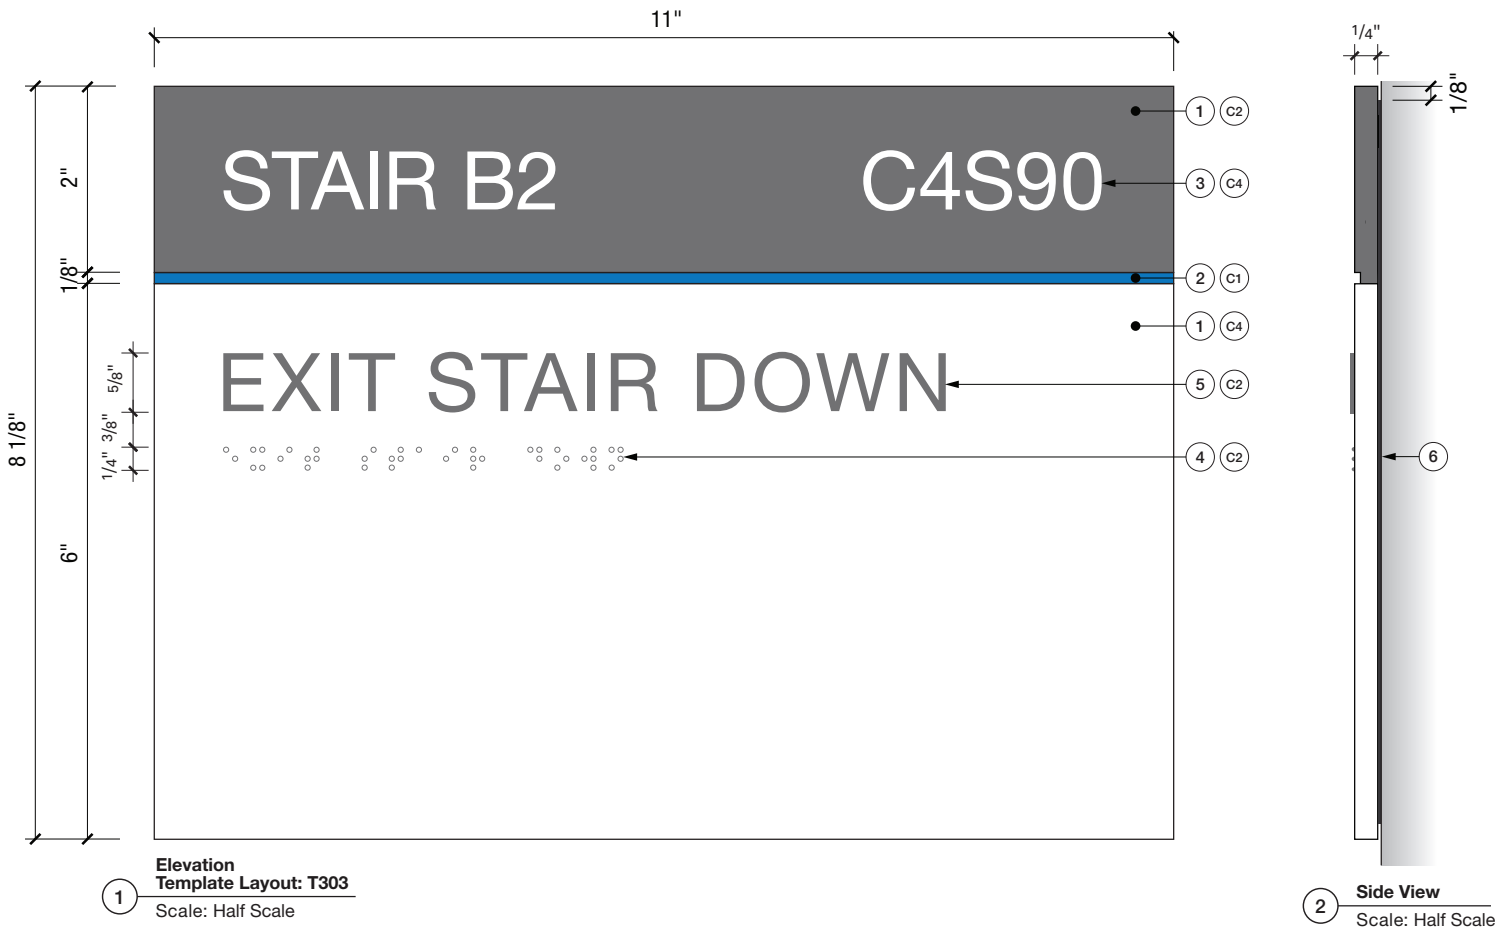 11"
1/4"
1/8"
2"
1/8"
8 1/8"
6"
5/8"
3/8"
1/4"
STAIR B2 C4S90
1 C2
3 C4
2 C1
1 C4
EXIT STAIR DOWN
5 C2
4 C2
6
1
Elevation
Template Layout: T303
Scale: Half Scale
2
Side View
Scale: Half Scale